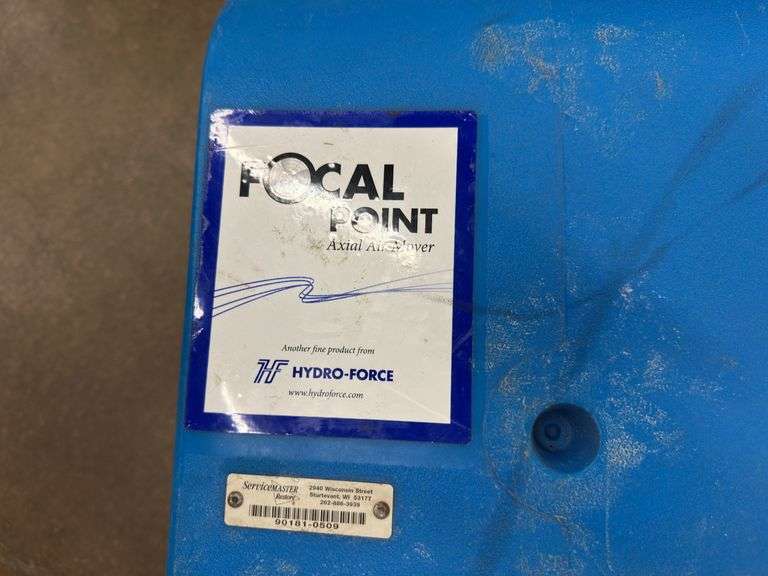 FOCAL
POINT
Axial Air Mover
Another fine product from
HF HYDRO-FORCE
www.hydroforce.com
ServiceMASTER
Restore
2940 Wisconsin Street
Sturtevant, WI 53177
262-886-3939
90181-0509